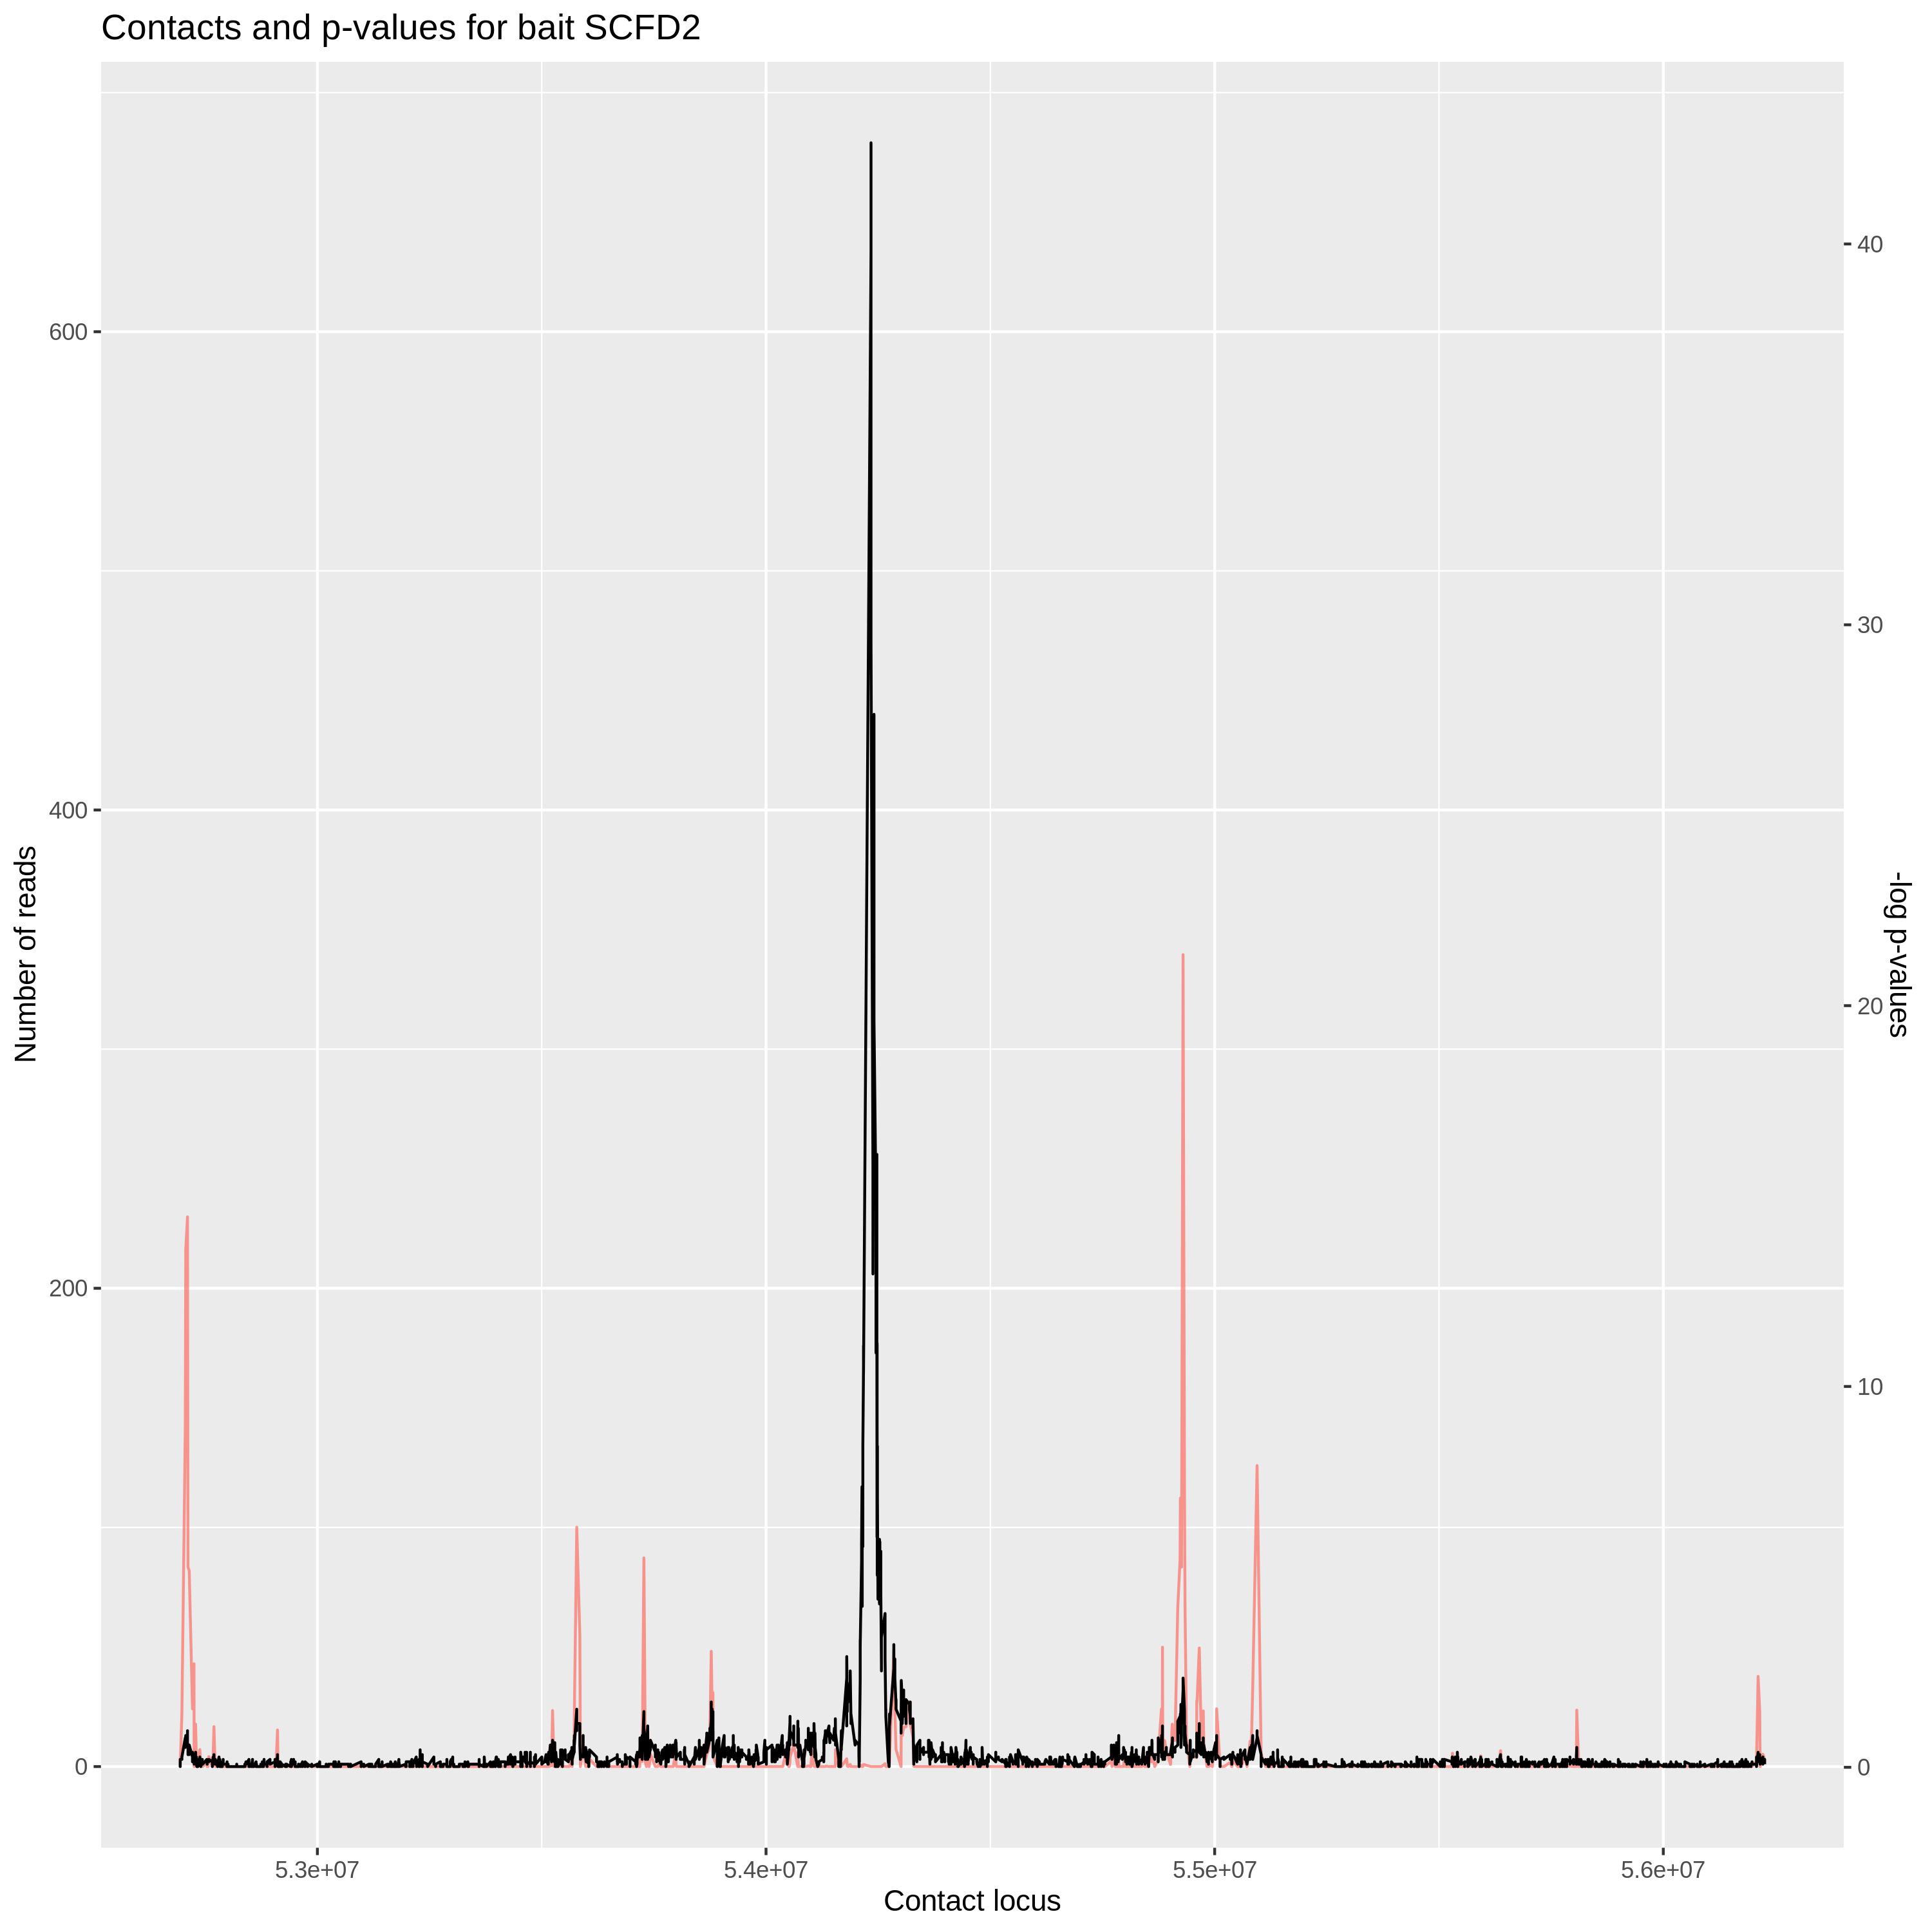 Contacts and p-values for bait SCFD2
600
400
200
0
Number of reads
40
30
20
10
0
-log p-values
5.3e+07
5.4e+07
5.5e+07
5.6e+07
Contact locus